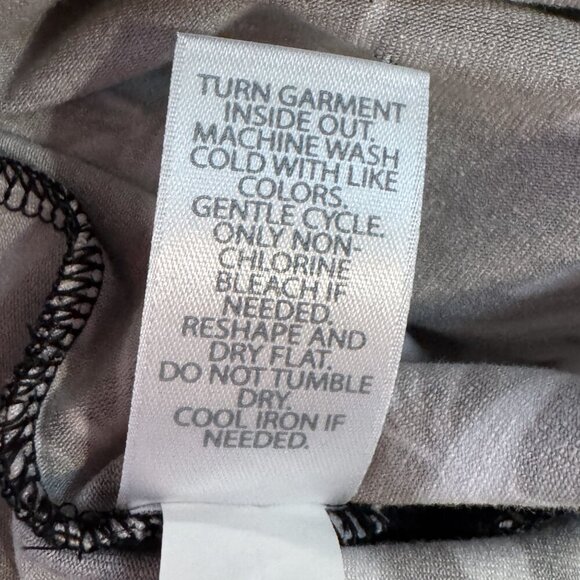 TURN GARMENT
INSIDE OUT.
MACHINE WASH
COLD WITH LIKE
COLORS.
GENTLE CYCLE.
ONLY NON-
CHLORINE
BLEACH IF
NEEDED.
RESHAPE AND
DRY FLAT.
DO NOT TUMBLE
DRY.
COOL IRON IF
NEEDED.